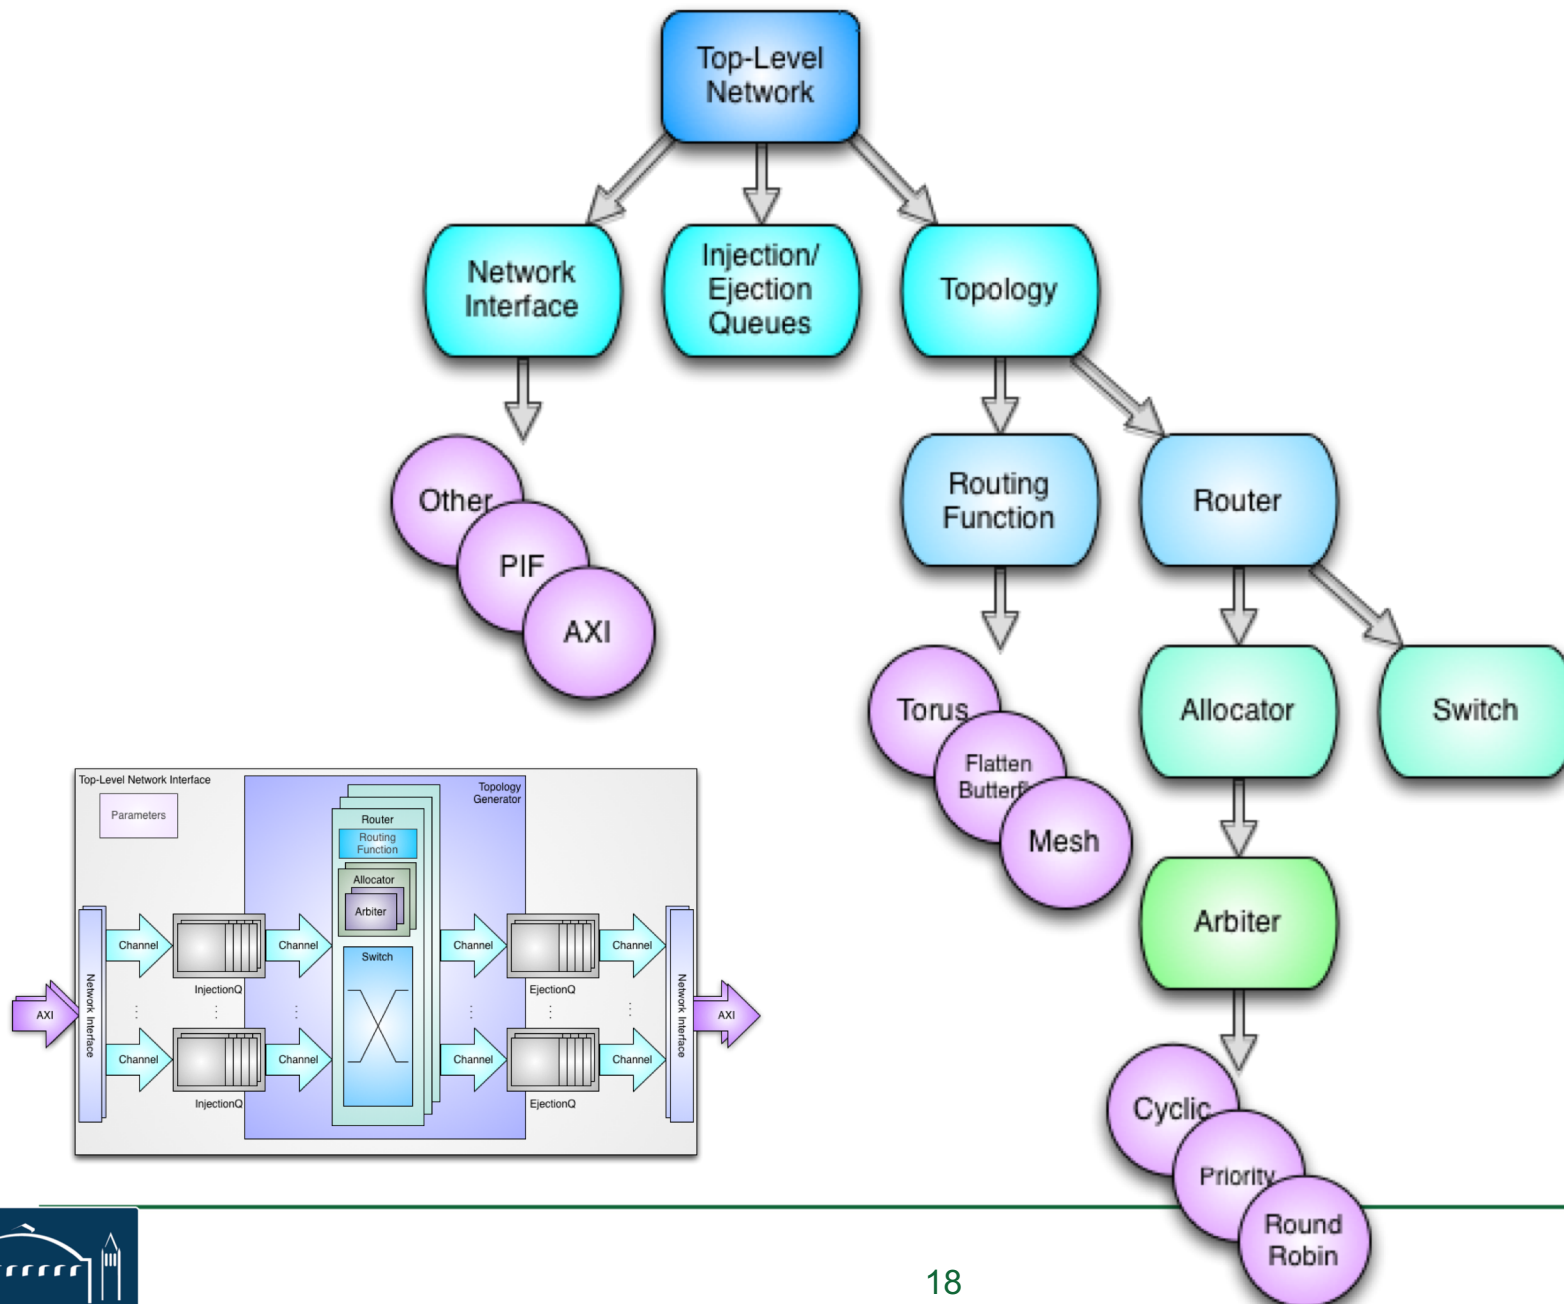 Top-Level
Network
Network
Interface
Injection/
Ejection
Queues
Topology
Other
PIF
AXI
Routing
Function
Router
Torus
Flatten
Mesh
Allocator
Switch
Arbiter
Cyclic
Priority
Round
Robin
Top-Level Network Interface
Parameters
Topology
Generator
Router
Routing
Function
Allocator
Arbiter
Switch
AXI
Network Interface
Channel
InjectionQ
Channel
Channel
EjectionQ
Channel
Channel
InjectionQ
Channel
Channel
EjectionQ
Channel
Network Interface
AXI
18